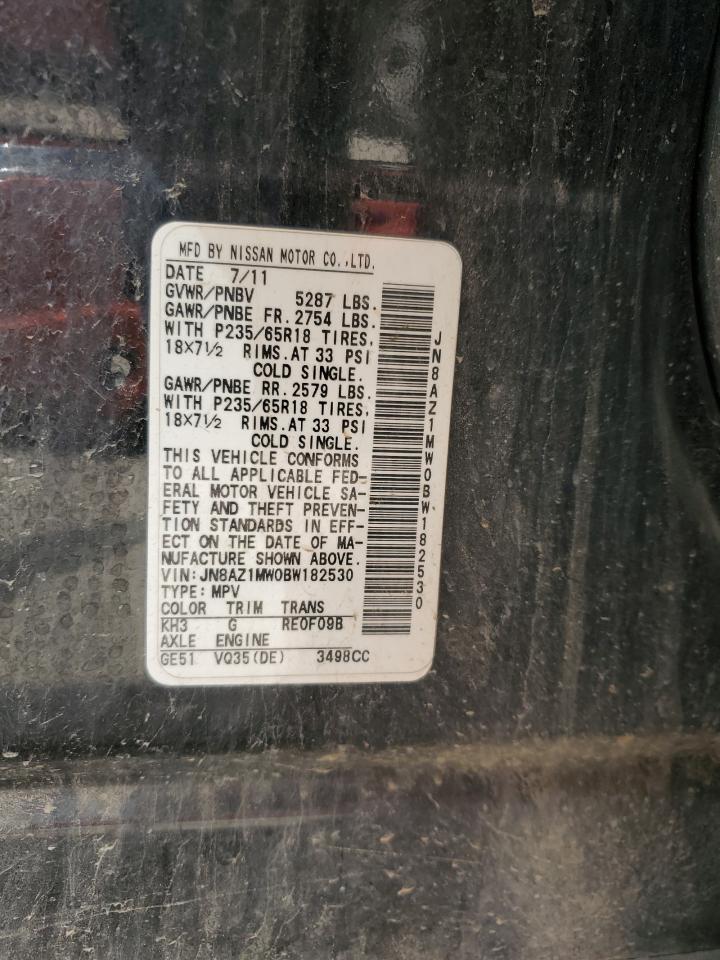 MFD BY NISSAN MOTOR CO.,LTD.
DATE 7/11
GVWR/PNBV 5287 LBS.
GAWR/PNBE FR. 2754 LBS.
WITH P235/65R18 TIRES,
18×7½ RIMS. AT 33 PSI
COLD SINGLE.
GAWR/PNBE RR. 2579 LBS.
WITH P235/65R18 TIRES,
18×7½ RIMS. AT 33 PSI
COLD SINGLE.
THIS VEHICLE CONFORMS
TO ALL APPLICABLE FED-
ERAL MOTOR VEHICLE SA-
FETY AND THEFT PREVEN-
TION STANDARDS IN EFF-
ECT ON THE DATE OF MA-
NUFACTURE SHOWN ABOVE.
VIN:JN8AZ1MW0BW182530
TYPE:MPV
COLOR TRIM TRANS
KH3 G RE0F09B
AXLE ENGINE
GE51 VQ35(DE) 3498CC
JN8AZ1MW0BW182530